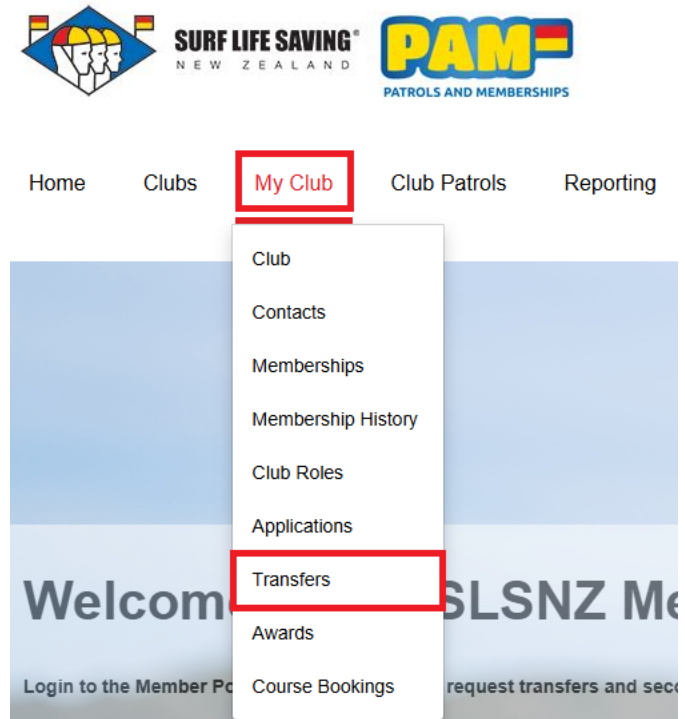 SURF LIFE SAVING®
NEW ZEALAND
PAM
PATROLS AND MEMBERSHIPS
Home Clubs My Club Club Patrols Reporting
Club
Contacts
Memberships
Membership History
Club Roles
Applications
Transfers
Awards
Course Bookings
Welcom SLSNZ Me
Login to the Member Po request transfers and seco